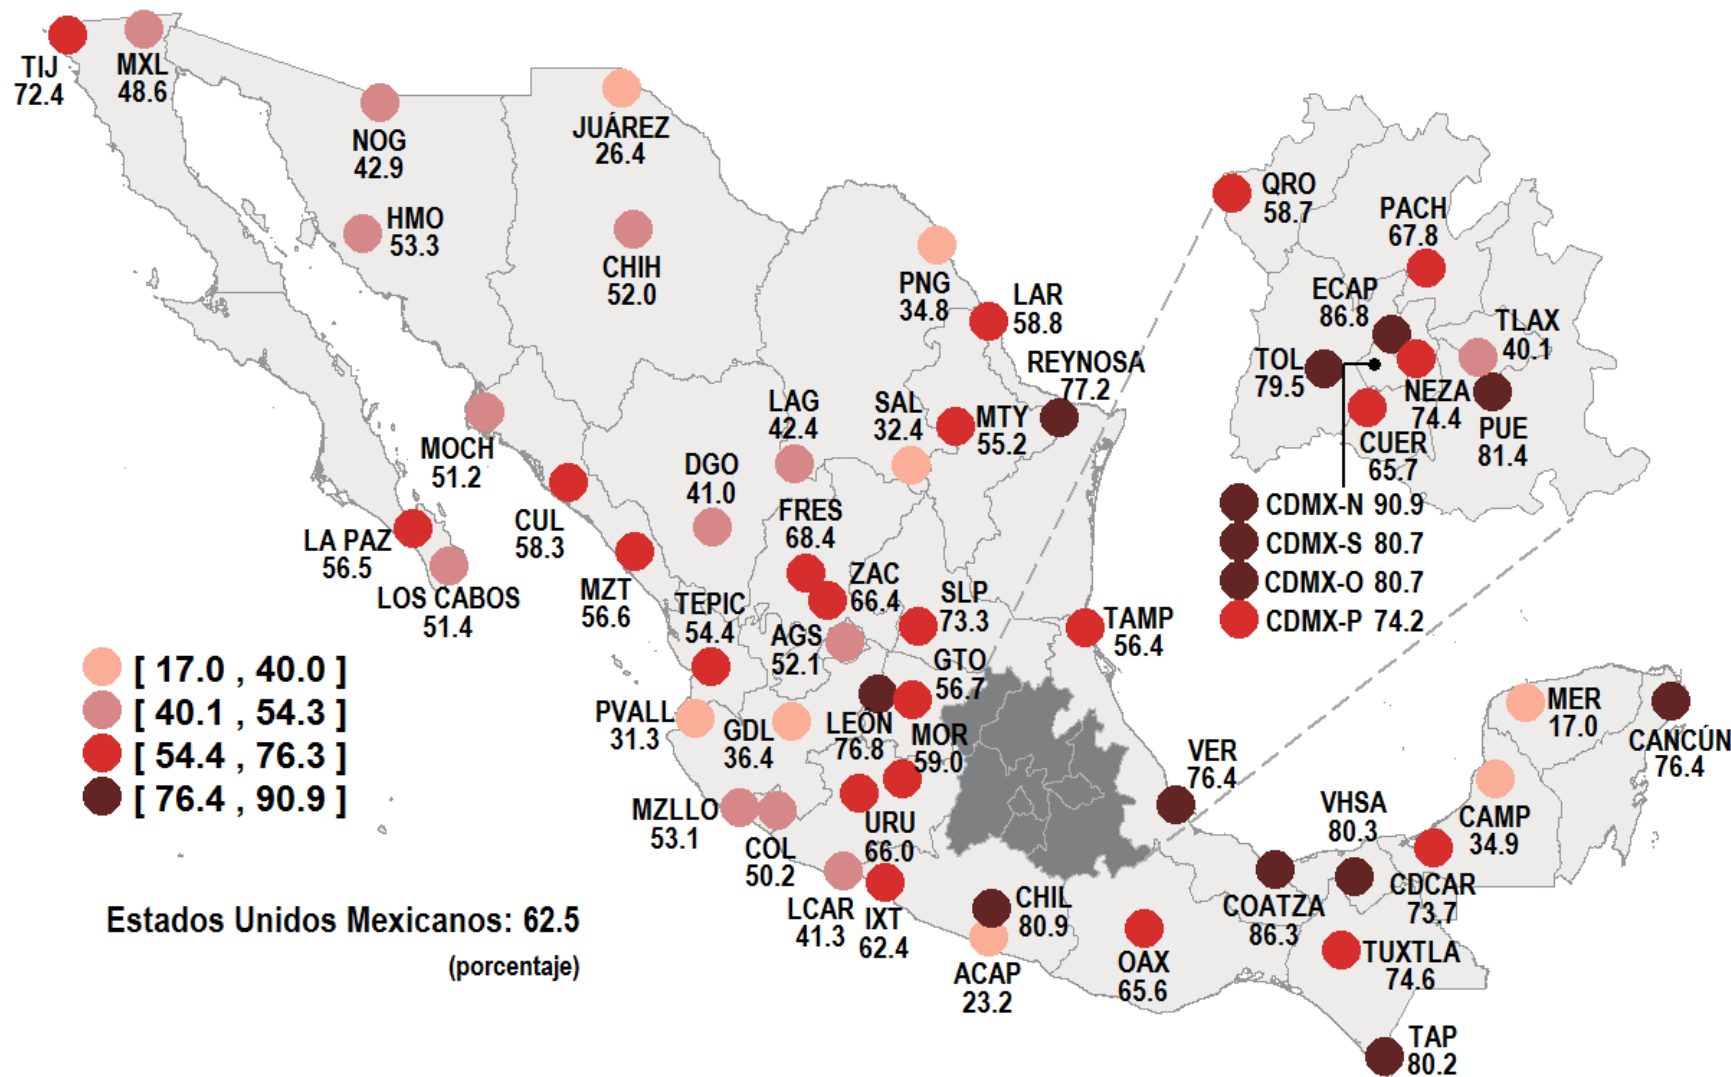 TIJ
72.4
MXL
48.6
NOG
42.9
HMO
53.3
JUÁREZ
26.4
CHIH
52.0
PNG
34.8
LAR
58.8
REYNOSA
77.2
LAG
42.4
SAL
32.4
MTY
55.2
MOCH
51.2
DGO
41.0
CUL
58.3
FRES
68.4
LA PAZ
56.5
LOS CABOS
51.4
MZT
56.6
ZAC
66.4
TEPIC
54.4
AGS
52.1
SLP
73.3
TAMP
56.4
GTO
56.7
PVALL
31.3
GDL
36.4
LEÓN
76.8
MOR
59.0
MZLLO
53.1
COL
50.2
URU
66.0
LCAR
41.3
IXT
62.4
CHIL
80.9
ACAP
23.2
OAX
65.6
VER
76.4
COATZA
86.3
VHSA
80.3
CDCAR
73.7
TUXTLA
74.6
TAP
80.2
CAMP
34.9
MER
17.0
CANCÚN
76.4
QRO
58.7
PACH
67.8
ECAP
86.8
TLAX
40.1
TOL
79.5
NEZA
74.4
CUER
65.7
PUE
81.4
CDMX-N 90.9
CDMX-S 80.7
CDMX-O 80.7
CDMX-P 74.2
[ 17.0 , 40.0 ]
[ 40.1 , 54.3 ]
[ 54.4 , 76.3 ]
[ 76.4 , 90.9 ]
Estados Unidos Mexicanos: 62.5
(porcentaje)